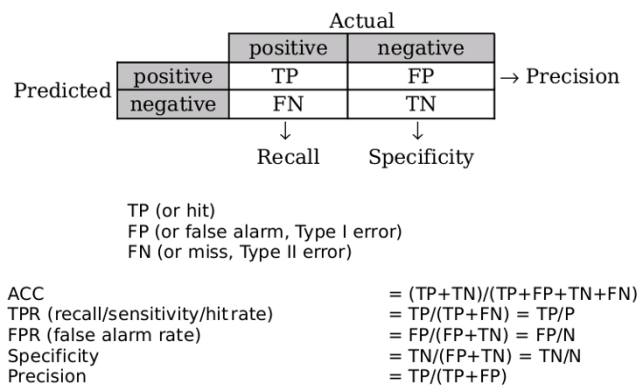 Actual
positive negative
Predicted positive TP FP → Precision
negative FN TN
↓ ↓
Recall Specificity
TP (or hit)
FP (or false alarm, Type I error)
FN (or miss, Type II error)
ACC = (TP+TN)/(TP+FP+TN+FN)
TPR (recall/sensitivity/hit rate) = TP/(TP+FN) = TP/P
FPR (false alarm rate) = FP/(FP+TN) = FP/N
Specificity = TN/(FP+TN) = TN/N
Precision = TP/(TP+FP)